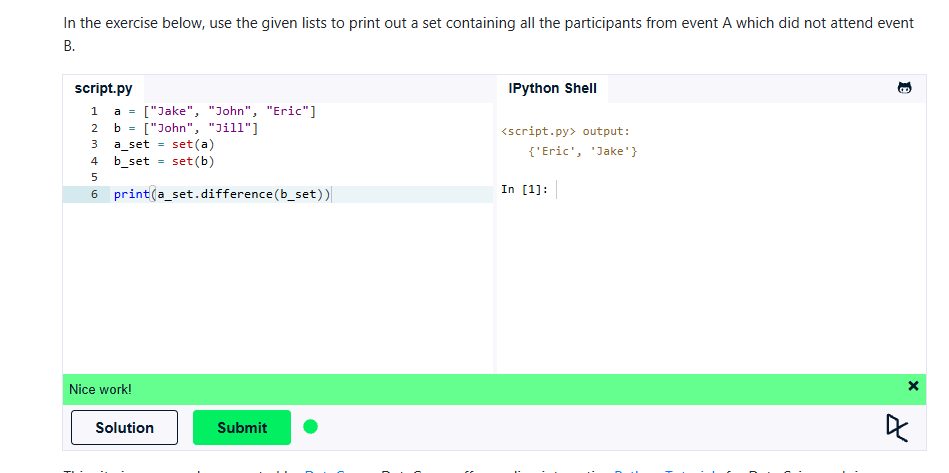 In the exercise below, use the given lists to print out a set containing all the participants from event A which did not attend event
B.
script.py
IPython Shell
1 a = ["Jake", "John", "Eric"]
2 b = ["John", "Jill"]
3 a_set = set(a)
4 b_set = set(b)
5
6 print(a_set.difference(b_set))
<script.py> output:
{'Eric', 'Jake'}
In [1]:
Nice work!
Solution
Submit